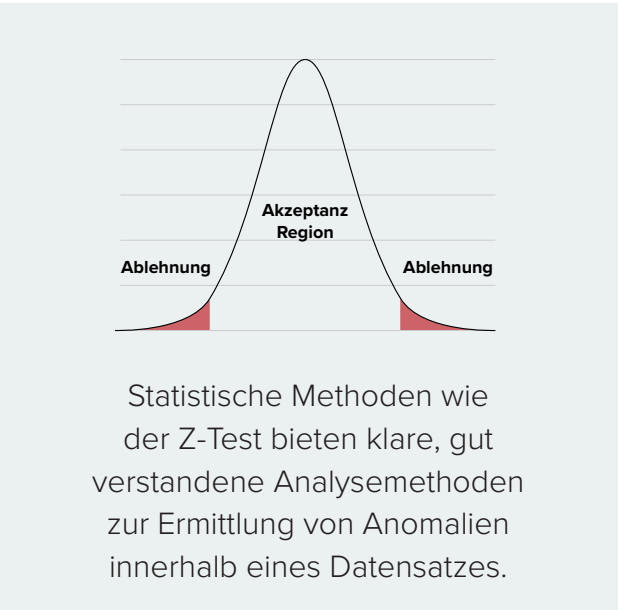 Akzeptanz
Region
Ablehnung
Ablehnung
Statistische Methoden wie
der Z-Test bieten klare, gut
verstandene Analysemethoden
zur Ermittlung von Anomalien
innerhalb eines Datensatzes.